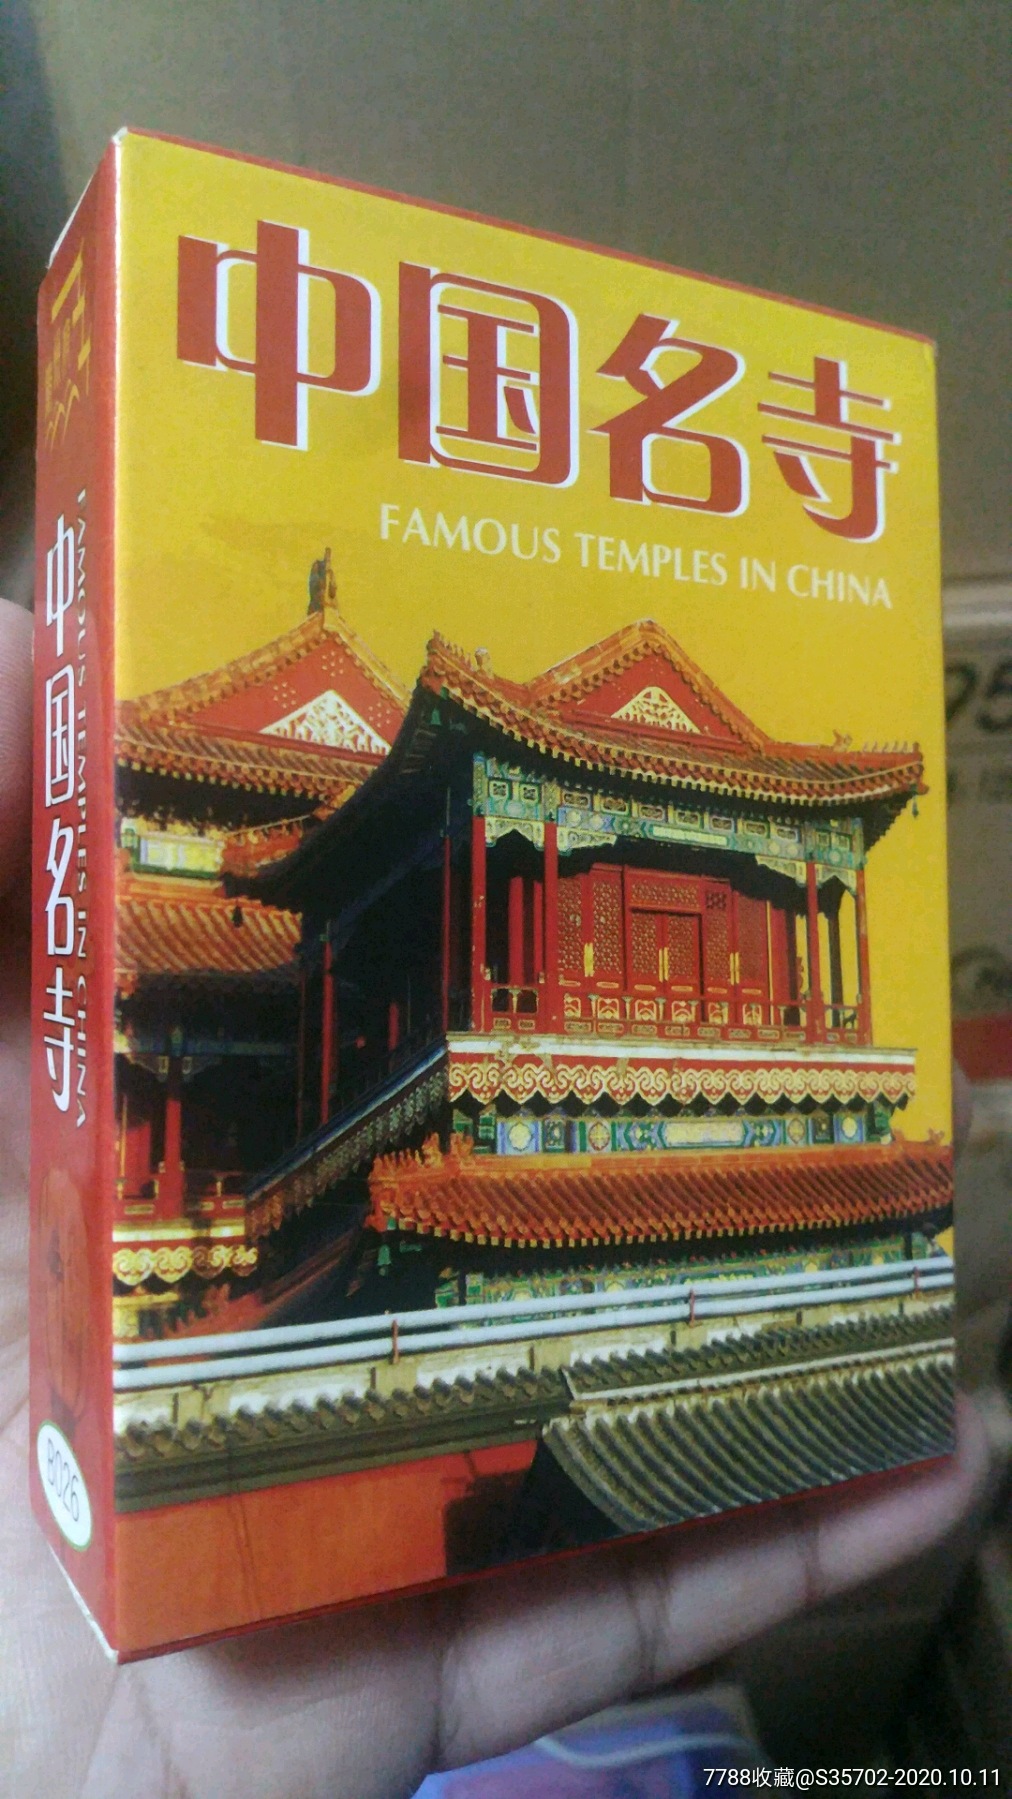 中国名寺
FAMOUS TEMPLES IN CHINA
中国名寺
FAMOUS TEMPLES IN CHINA
B026
95
7788收藏@S35702-2020.10.11